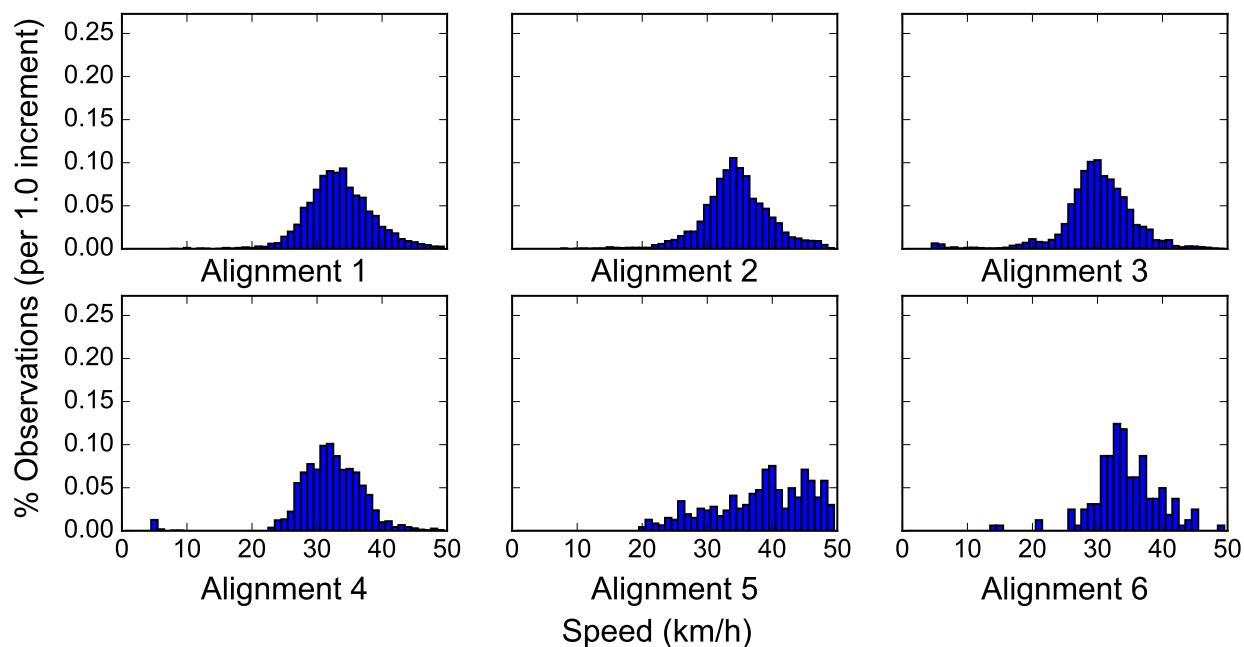 % Observations (per 1.0 increment)
0.25
0.20
0.15
0.10
0.05
0.00
Alignment 1
Alignment 2
Alignment 3
0.25
0.20
0.15
0.10
0.05
0.00
0 10 20 30 40 50
0 10 20 30 40 50
0 10 20 30 40 50
Alignment 4
Alignment 5
Alignment 6
Speed (km/h)